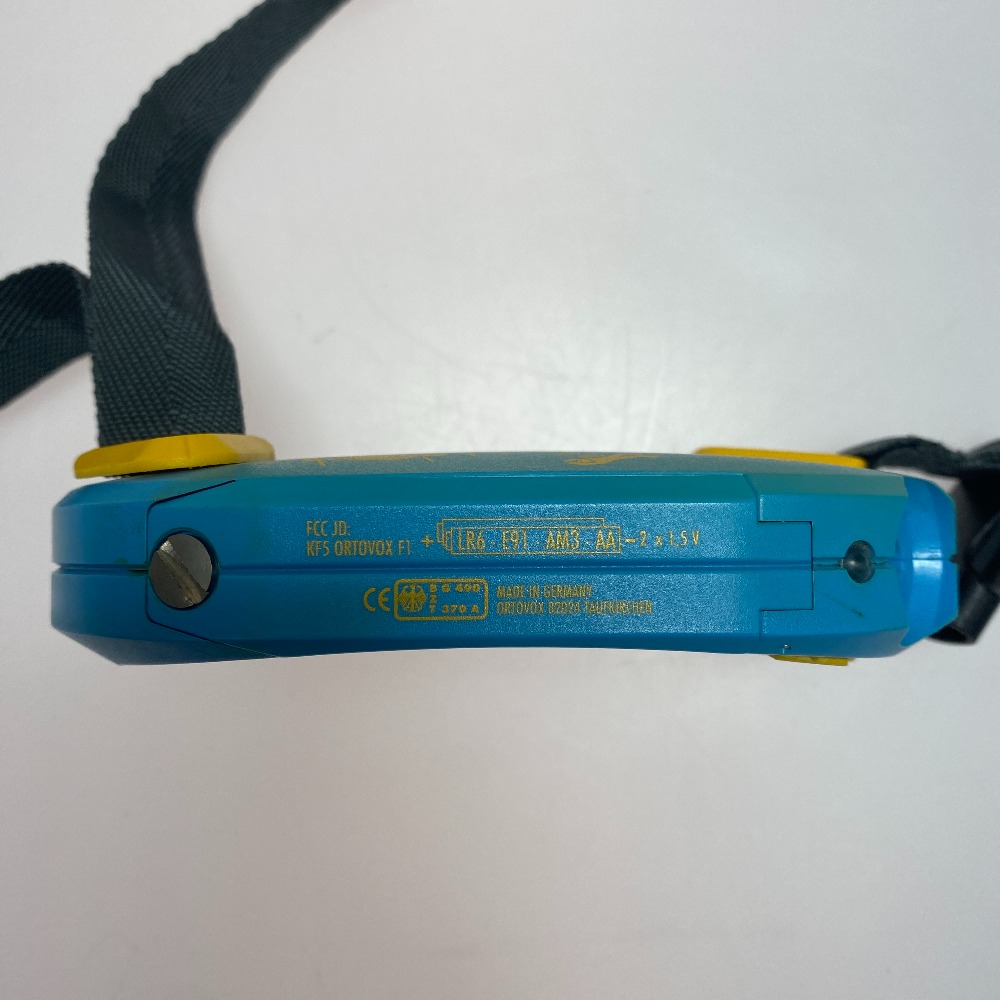 FCC JD:
KF5 ORTOVOX F1
+ LR6 · E91 · AM3 · AA - 2 x 1,5 V
CE
B G 490
Z
T 370 A
MADE IN GERMANY
ORTOVOX 82024 TAUFKIRCHEN